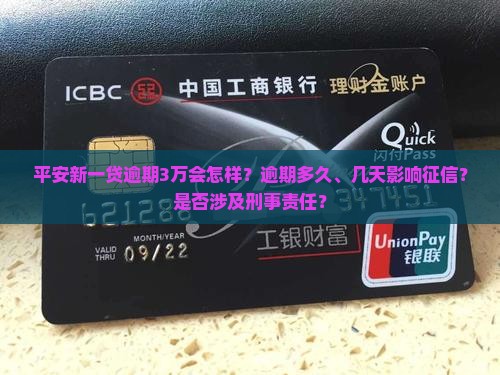 ICBC 中国工商银行 理财金账户
Quick
闪付Pass
平安新一贷逾期3万会怎样？逾期多久、几天影响征信？
是否涉及刑事责任？
621288
MONTH/YEAR
VALID
THRU
09/22
工银财富
UnionPay
银联